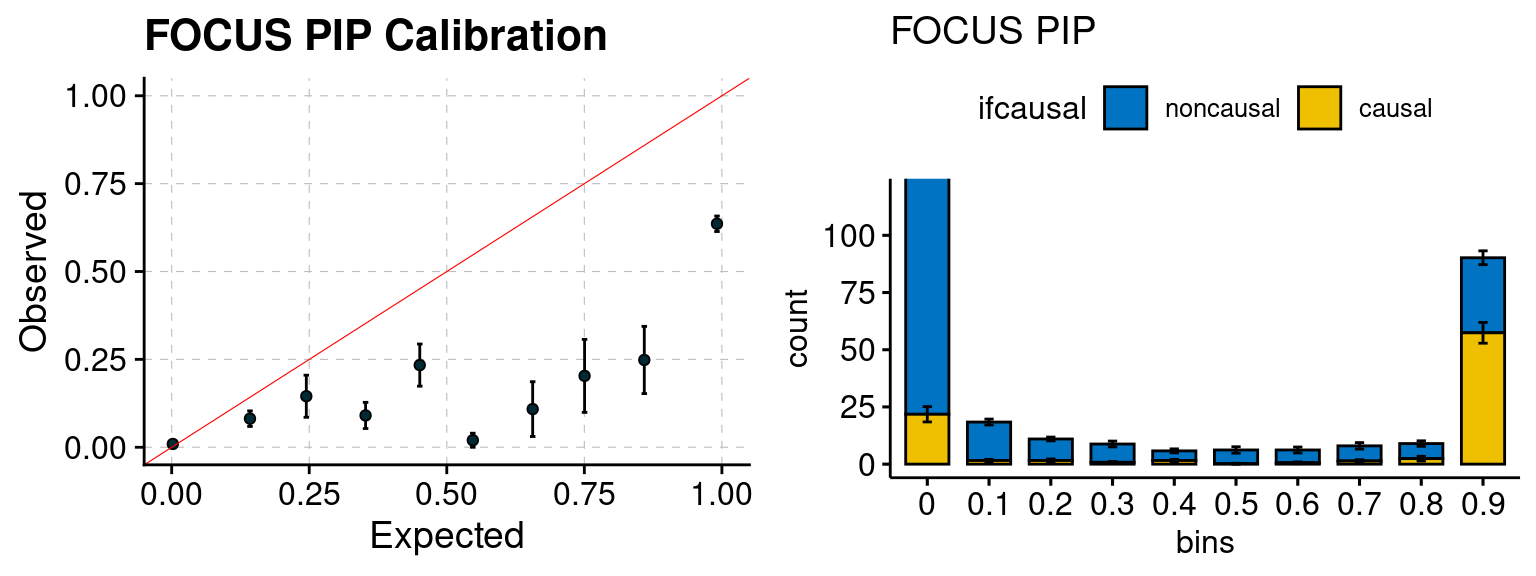 FOCUS PIP Calibration
1.00
0.75
0.50
0.25
0.00
Observed
0.00 0.25 0.50 0.75 1.00
Expected
FOCUS PIP
ifcausal noncausal causal
100
75
50
25
0
count
0 0.1 0.2 0.3 0.4 0.5 0.6 0.7 0.8 0.9
bins